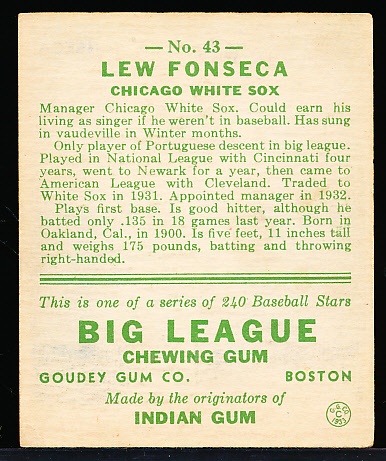 — No. 43 —
LEW FONSECA
CHICAGO WHITE SOX
Manager Chicago White Sox. Could earn his
living as singer if he weren't in baseball. Has sung
in vaudeville in Winter months.
Only player of Portuguese descent in big league.
Played in National League with Cincinnati four
years, went to Newark for a year, then came to
American League with Cleveland. Traded to
White Sox in 1931. Appointed manager in 1932.
Plays first base. Is good hitter, although he
batted only .135 in 18 games last year. Born in
Oakland, Cal., in 1900. Is five feet, 11 inches tall
and weighs 175 pounds, batting and throwing
right-handed.
This is one of a series of 240 Baseball Stars
BIG LEAGUE
CHEWING GUM
GOUDEY GUM CO. BOSTON
Made by the originators of
INDIAN GUM
G.G.CO.
C
1933